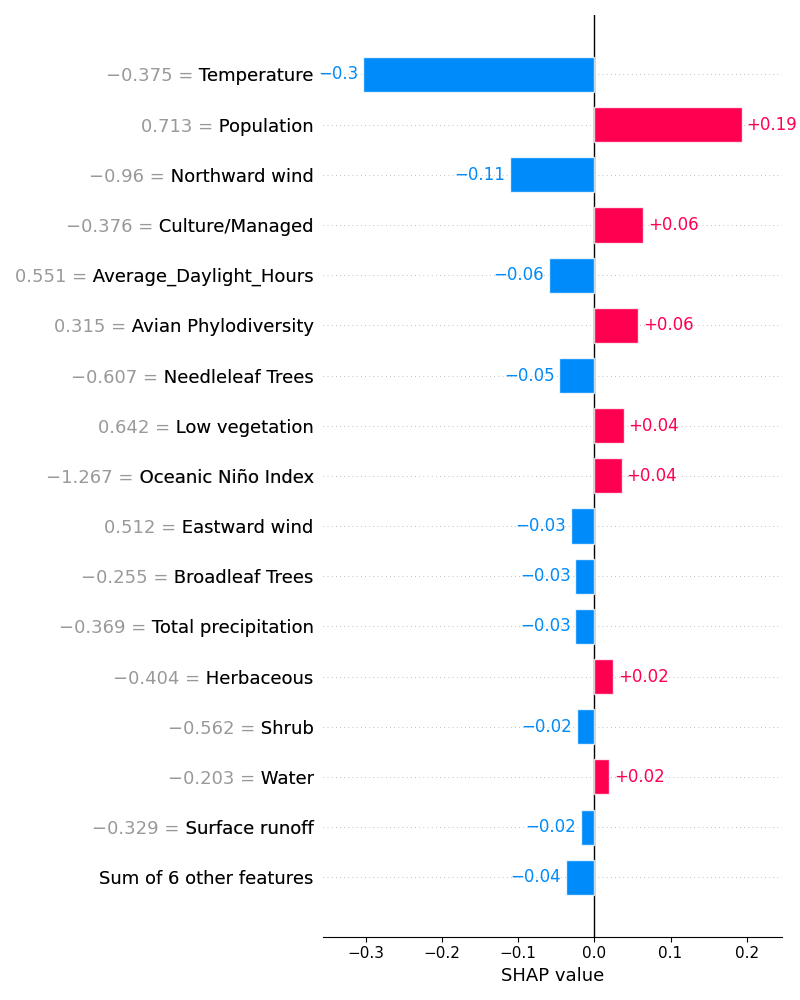 −0.375 = Temperature −0.3
0.713 = Population +0.19
−0.96 = Northward wind −0.11
−0.376 = Culture/Managed +0.06
0.551 = Average_Daylight_Hours −0.06
0.315 = Avian Phylodiversity +0.06
−0.607 = Needleleaf Trees −0.05
0.642 = Low vegetation +0.04
−1.267 = Oceanic Niño Index +0.04
0.512 = Eastward wind −0.03
−0.255 = Broadleaf Trees −0.03
−0.369 = Total precipitation −0.03
−0.404 = Herbaceous +0.02
−0.562 = Shrub −0.02
−0.203 = Water +0.02
−0.329 = Surface runoff −0.02
Sum of 6 other features −0.04
−0.3 −0.2 −0.1 0.0 0.1 0.2
SHAP value